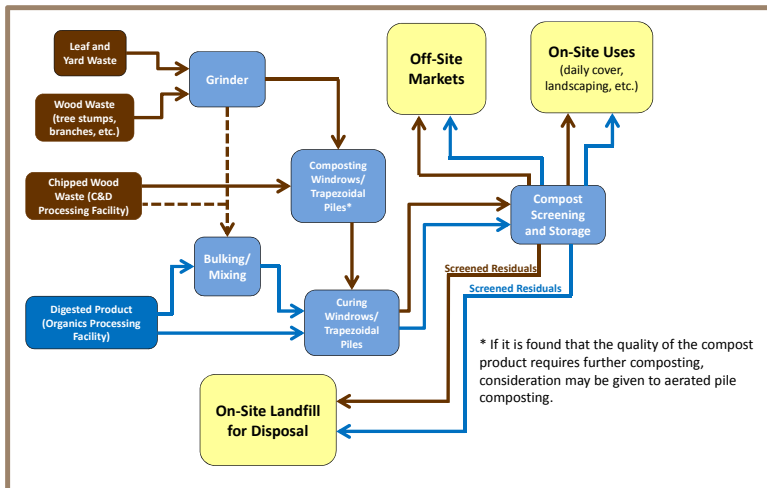 Leaf and
Yard Waste
Grinder
Off-Site
Markets
On-Site Uses
(daily cover,
landscaping, etc.)
Wood Waste
(tree stumps,
branches, etc.)
Chipped Wood
Waste (C&D
Processing Facility)
Composting
Windrows/
Trapezoidal
Piles*
Compost
Screening
and Storage
Bulking/
Mixing
Screened Residuals
Screened Residuals
Digested Product
(Organics Processing
Facility)
Curing
Windrows/
Trapezoidal
Piles
* If it is found that the quality of the compost
product requires further composting,
consideration may be given to aerated pile
composting.
On-Site Landfill
for Disposal